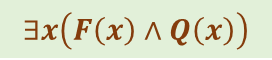 ∃x(F(x) ∧ Q(x))